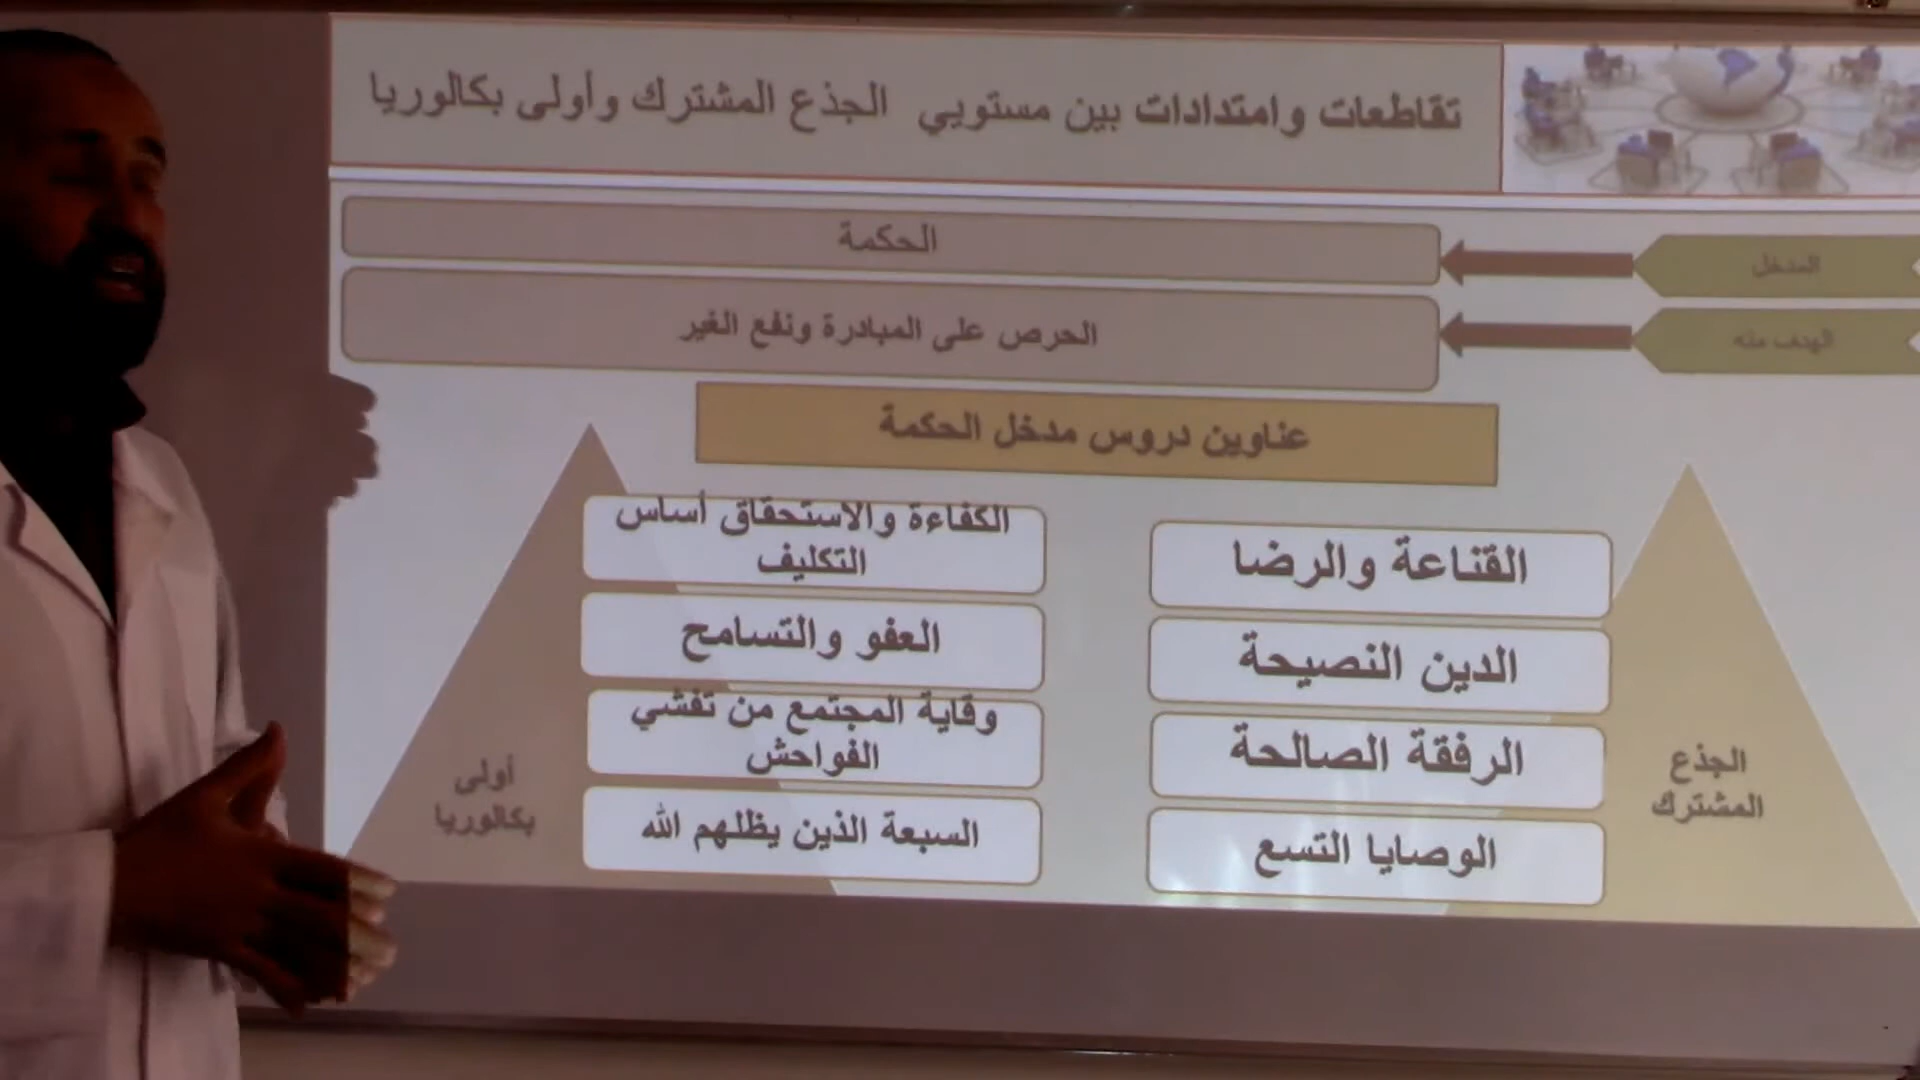 تقاطعات وامتدادات بين مستويي الجذع المشترك وأولى بكالوريا
المدخل
الحكمة
الهدف منه
الحرص على المبادرة ونفع الغير
عناوين دروس مدخل الحكمة
الجذع
المشترك
القناعة والرضا
الدين النصيحة
الرفقة الصالحة
الوصايا التسع
الكفاءة والاستحقاق أساس
التكليف
العفو والتسامح
وقاية المجتمع من تفشي
الفواحش
السبعة الذين يظلهم الله
أولى
بكالوريا